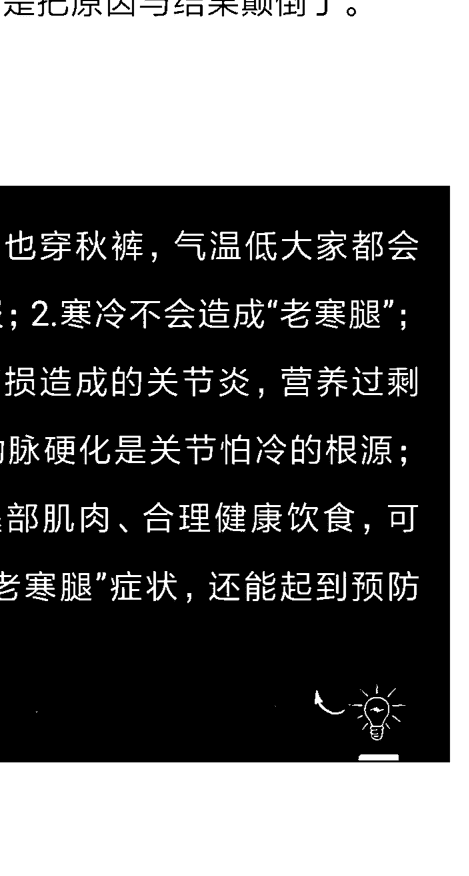 是把原因与结果颠倒了。
也穿秋裤，气温低大家都会
；2.寒冷不会造成“老寒腿”；
损造成的关节炎，营养过剩
动脉硬化是关节怕冷的根源；
部肌肉、合理健康饮食，可
老寒腿”症状，还能起到预防